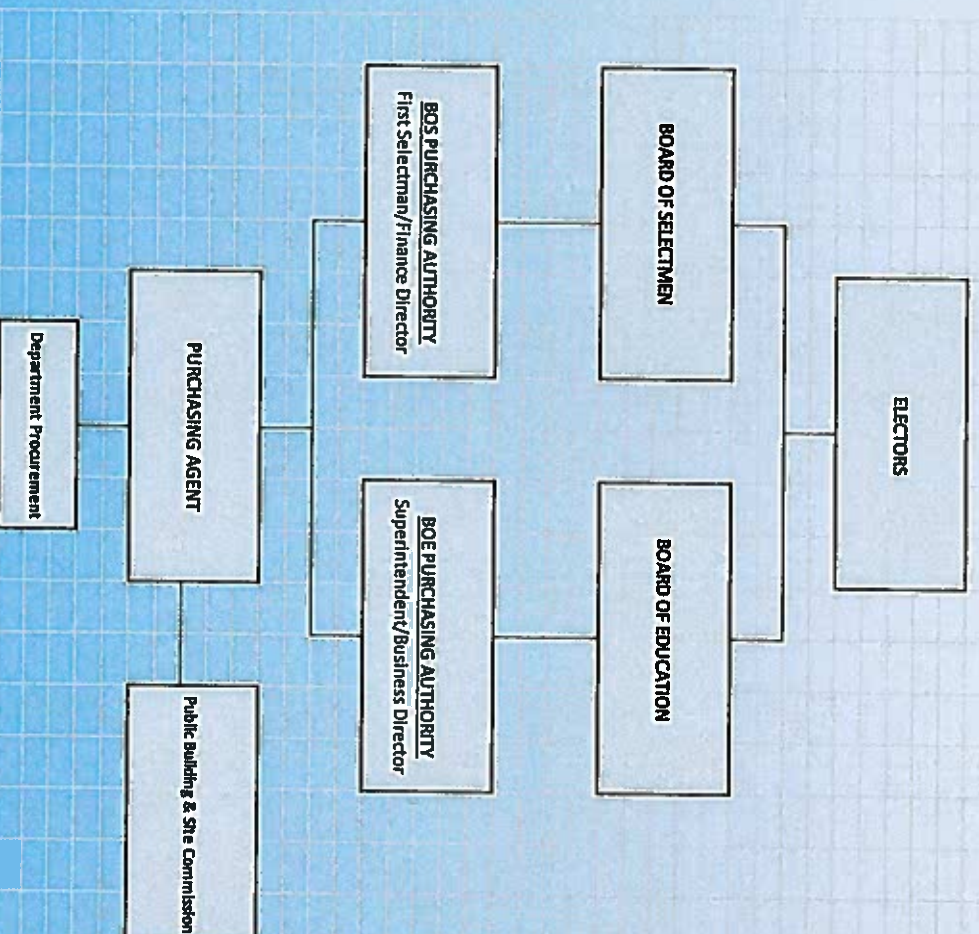 ELECTORS
BOARD OF SELECTMEN
BOARD OF EDUCATION
BOS PURCHASING AUTHORITY
First Selectman/Finance Director
BOE PURCHASING AUTHORITY
Superintendent/Business Director
PURCHASING AGENT
Public Building & Site Commission
Department Procurement